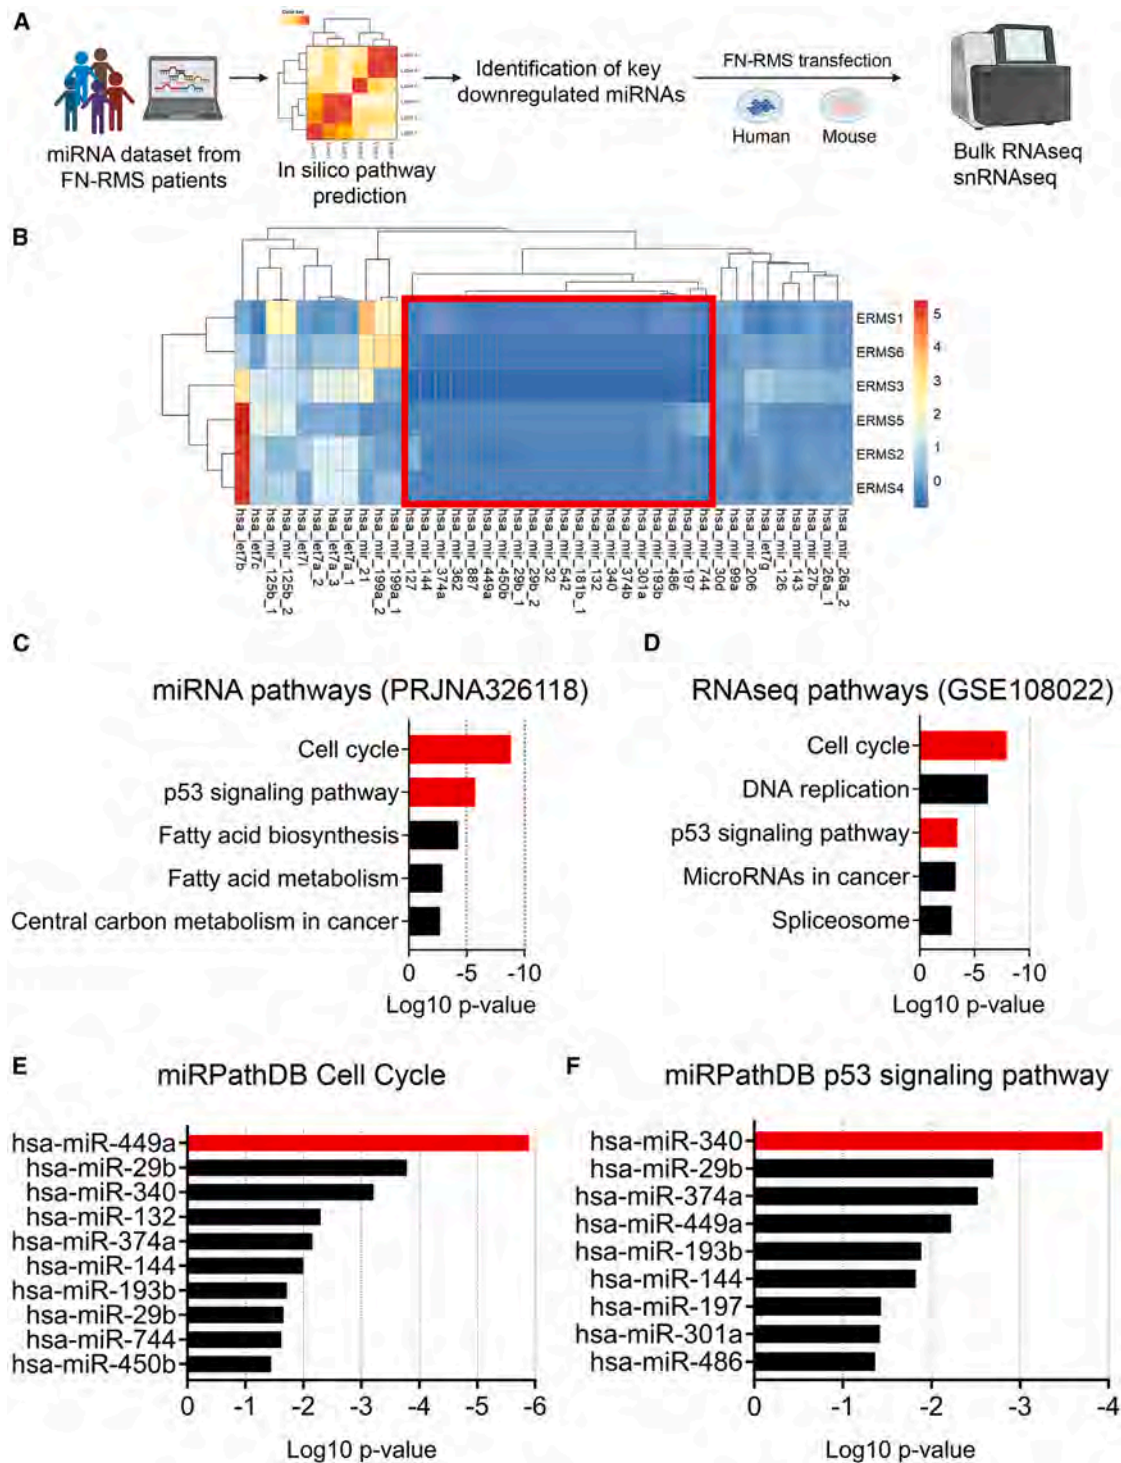 A
miRNA dataset from
FN-RMS patients
In silico pathway
prediction
Identification of key
downregulated miRNAs
FN-RMS transfection
Human
Mouse
Bulk RNAseq
snRNAseq
B
ERMS1
ERMS6
ERMS3
ERMS5
ERMS2
ERMS4
5
4
3
2
1
0
hsa_let7b
hsa_let7c
hsa_mir_125b_1
hsa_mir_125b_2
hsa_let7i
hsa_let7a_2
hsa_let7a_3
hsa_let7a_1
hsa_mir_21
hsa_mir_199a_2
hsa_mir_199a_1
hsa_mir_127
hsa_mir_144
hsa_mir_374a
hsa_mir_362
hsa_mir_887
hsa_mir_449a
hsa_mir_450b
hsa_mir_29b_1
hsa_mir_29b_2
hsa_mir_32
hsa_mir_542
hsa_mir_181b_1
hsa_mir_132
hsa_mir_340
hsa_mir_374b
hsa_mir_301a
hsa_mir_193b
hsa_mir_486
hsa_mir_197
hsa_mir_744
hsa_mir_30d
hsa_mir_99a
hsa_mir_206
hsa_let7g
hsa_mir_126
hsa_mir_143
hsa_mir_27b
hsa_mir_26a_1
hsa_mir_26a_2
C
miRNA pathways (PRJNA326118)
Cell cycle
p53 signaling pathway
Fatty acid biosynthesis
Fatty acid metabolism
Central carbon metabolism in cancer
0 -5 -10
Log10 p-value
D
RNAseq pathways (GSE108022)
Cell cycle
DNA replication
p53 signaling pathway
MicroRNAs in cancer
Spliceosome
0 -5 -10
Log10 p-value
E
miRPathDB Cell Cycle
hsa-miR-449a
hsa-miR-29b
hsa-miR-340
hsa-miR-132
hsa-miR-374a
hsa-miR-144
hsa-miR-193b
hsa-miR-29b
hsa-miR-744
hsa-miR-450b
0 -1 -2 -3 -4 -5 -6
Log10 p-value
F
miRPathDB p53 signaling pathway
hsa-miR-340
hsa-miR-29b
hsa-miR-374a
hsa-miR-449a
hsa-miR-193b
hsa-miR-144
hsa-miR-197
hsa-miR-301a
hsa-miR-486
0 -1 -2 -3 -4
Log10 p-value